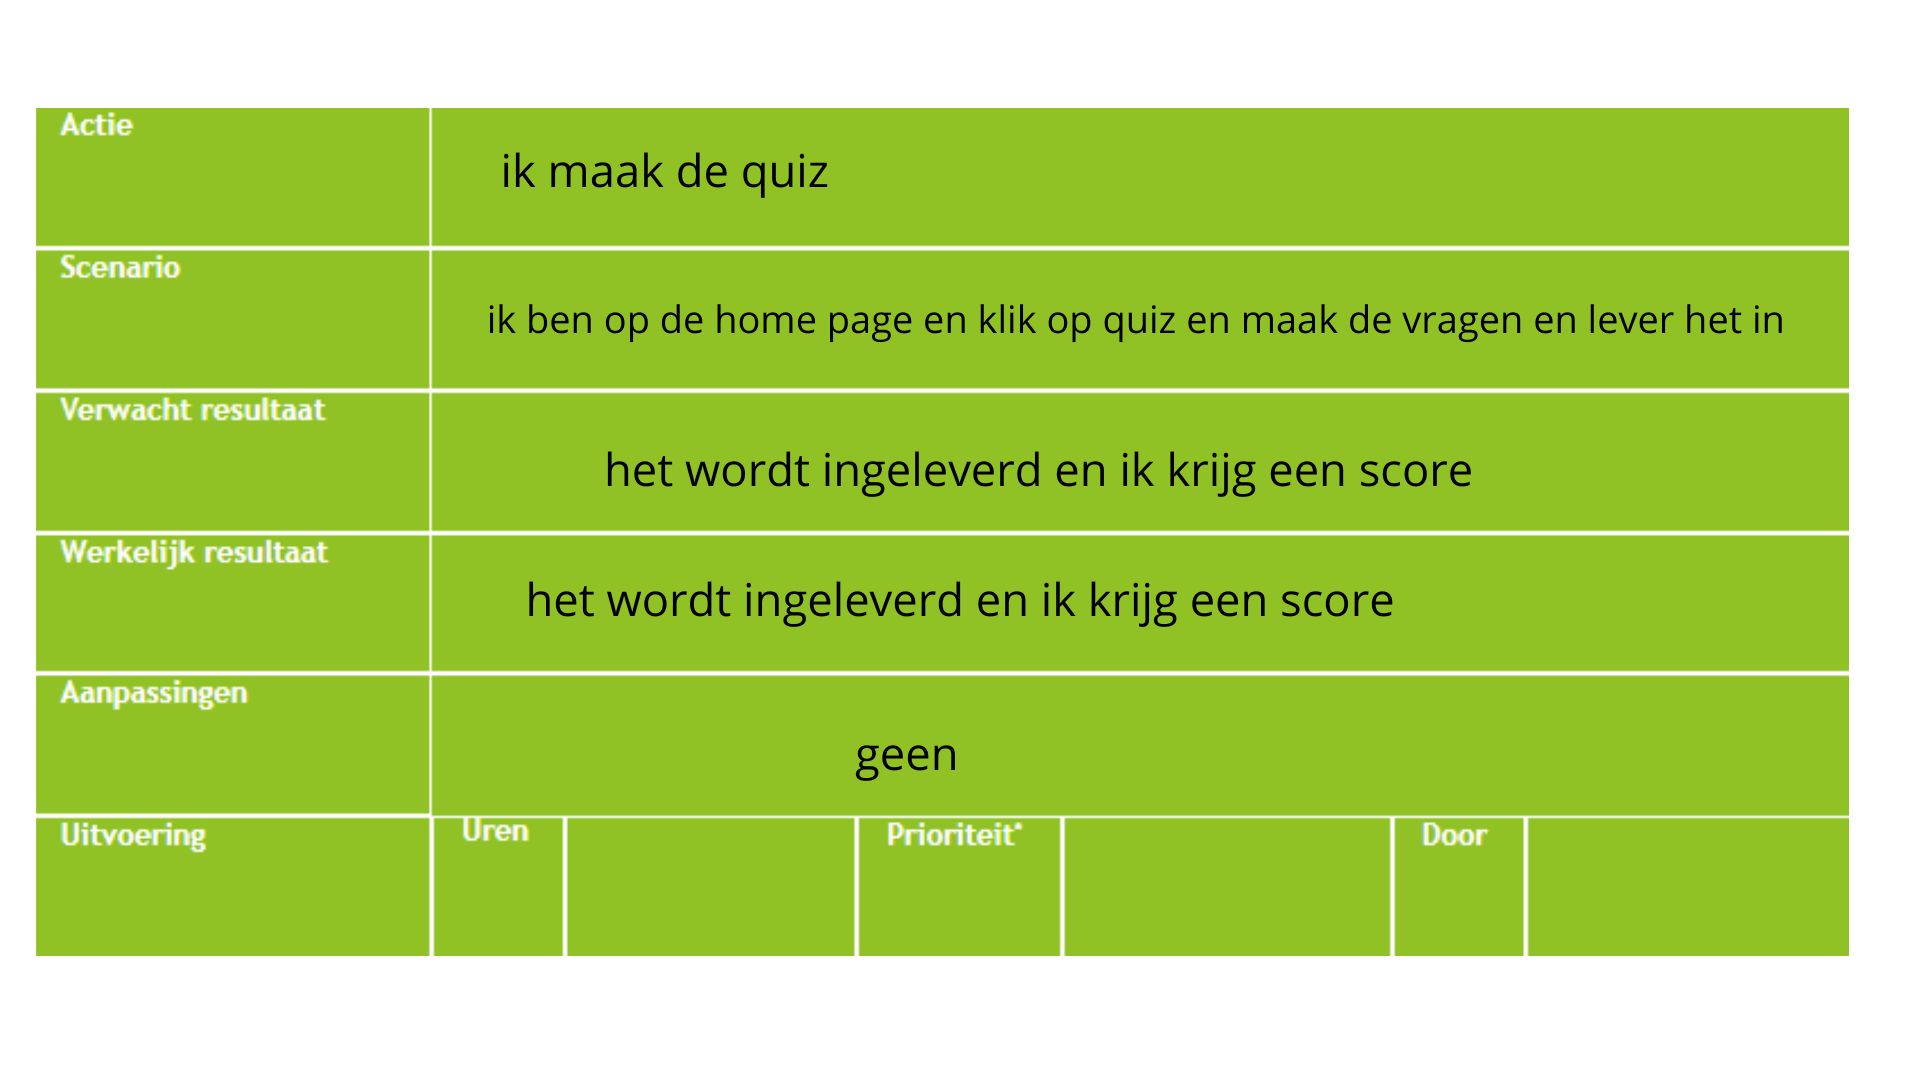 Actie
ik maak de quiz
Scenario
ik ben op de home page en klik op quiz en maak de vragen en lever het in
Verwacht resultaat
het wordt ingeleverd en ik krijg een score
Werkelijk resultaat
het wordt ingeleverd en ik krijg een score
Aanpassingen
geen
Uitvoering Uren Prioriteit* Door